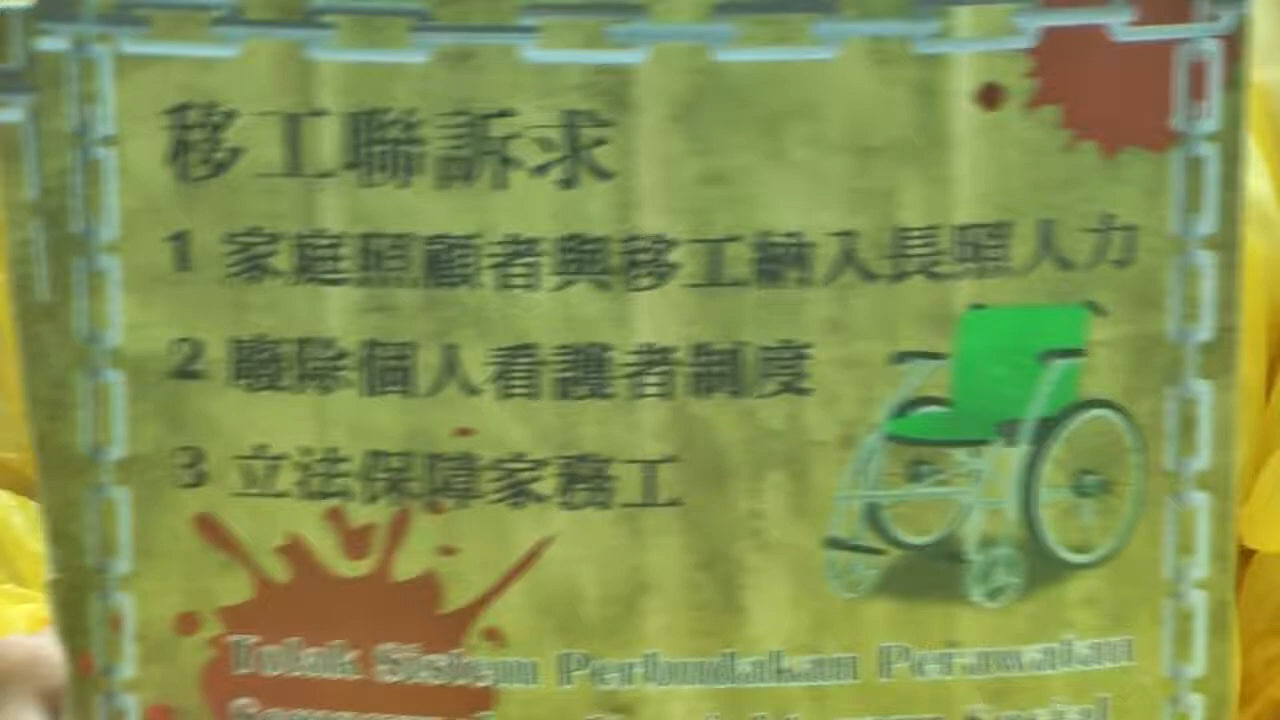 移工聯訴求
1 家庭照顧者與移工納入長照人力
2 廢除個人看護者制度
3 立法保障家務工
Tolak Sistem Perbudakan Perawatan